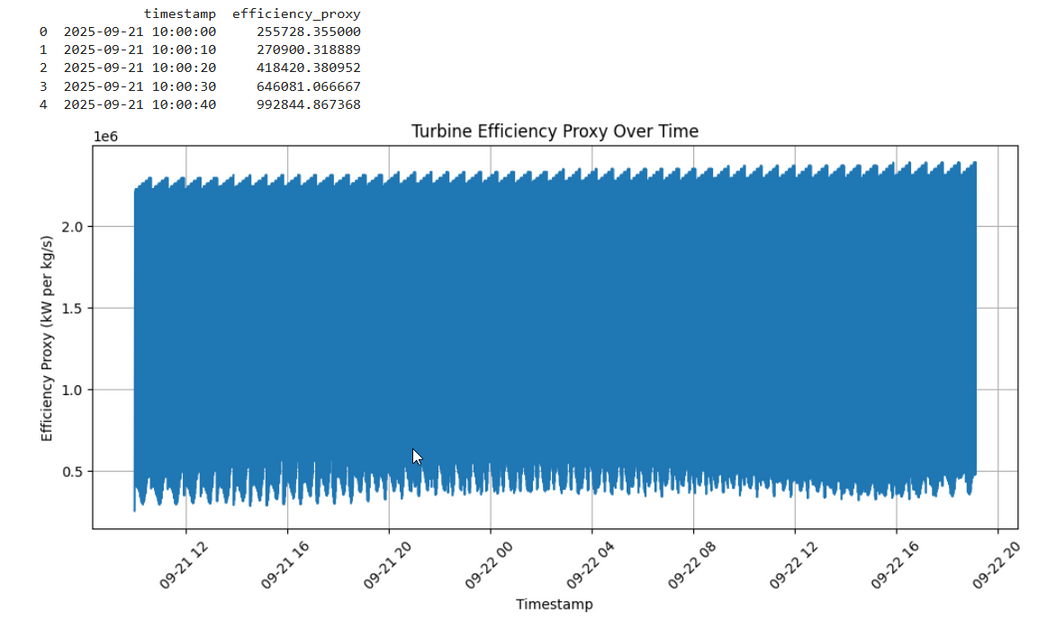 timestamp efficiency_proxy
0 2025-09-21 10:00:00 255728.355000
1 2025-09-21 10:00:10 270900.318889
2 2025-09-21 10:00:20 418420.380952
3 2025-09-21 10:00:30 646081.066667
4 2025-09-21 10:00:40 992844.867368
Turbine Efficiency Proxy Over Time
1e6
Efficiency Proxy (kW per kg/s)
2.0
1.5
1.0
0.5
09-21 12
09-21 16
09-21 20
09-22 00
09-22 04
09-22 08
09-22 12
09-22 16
09-22 20
Timestamp